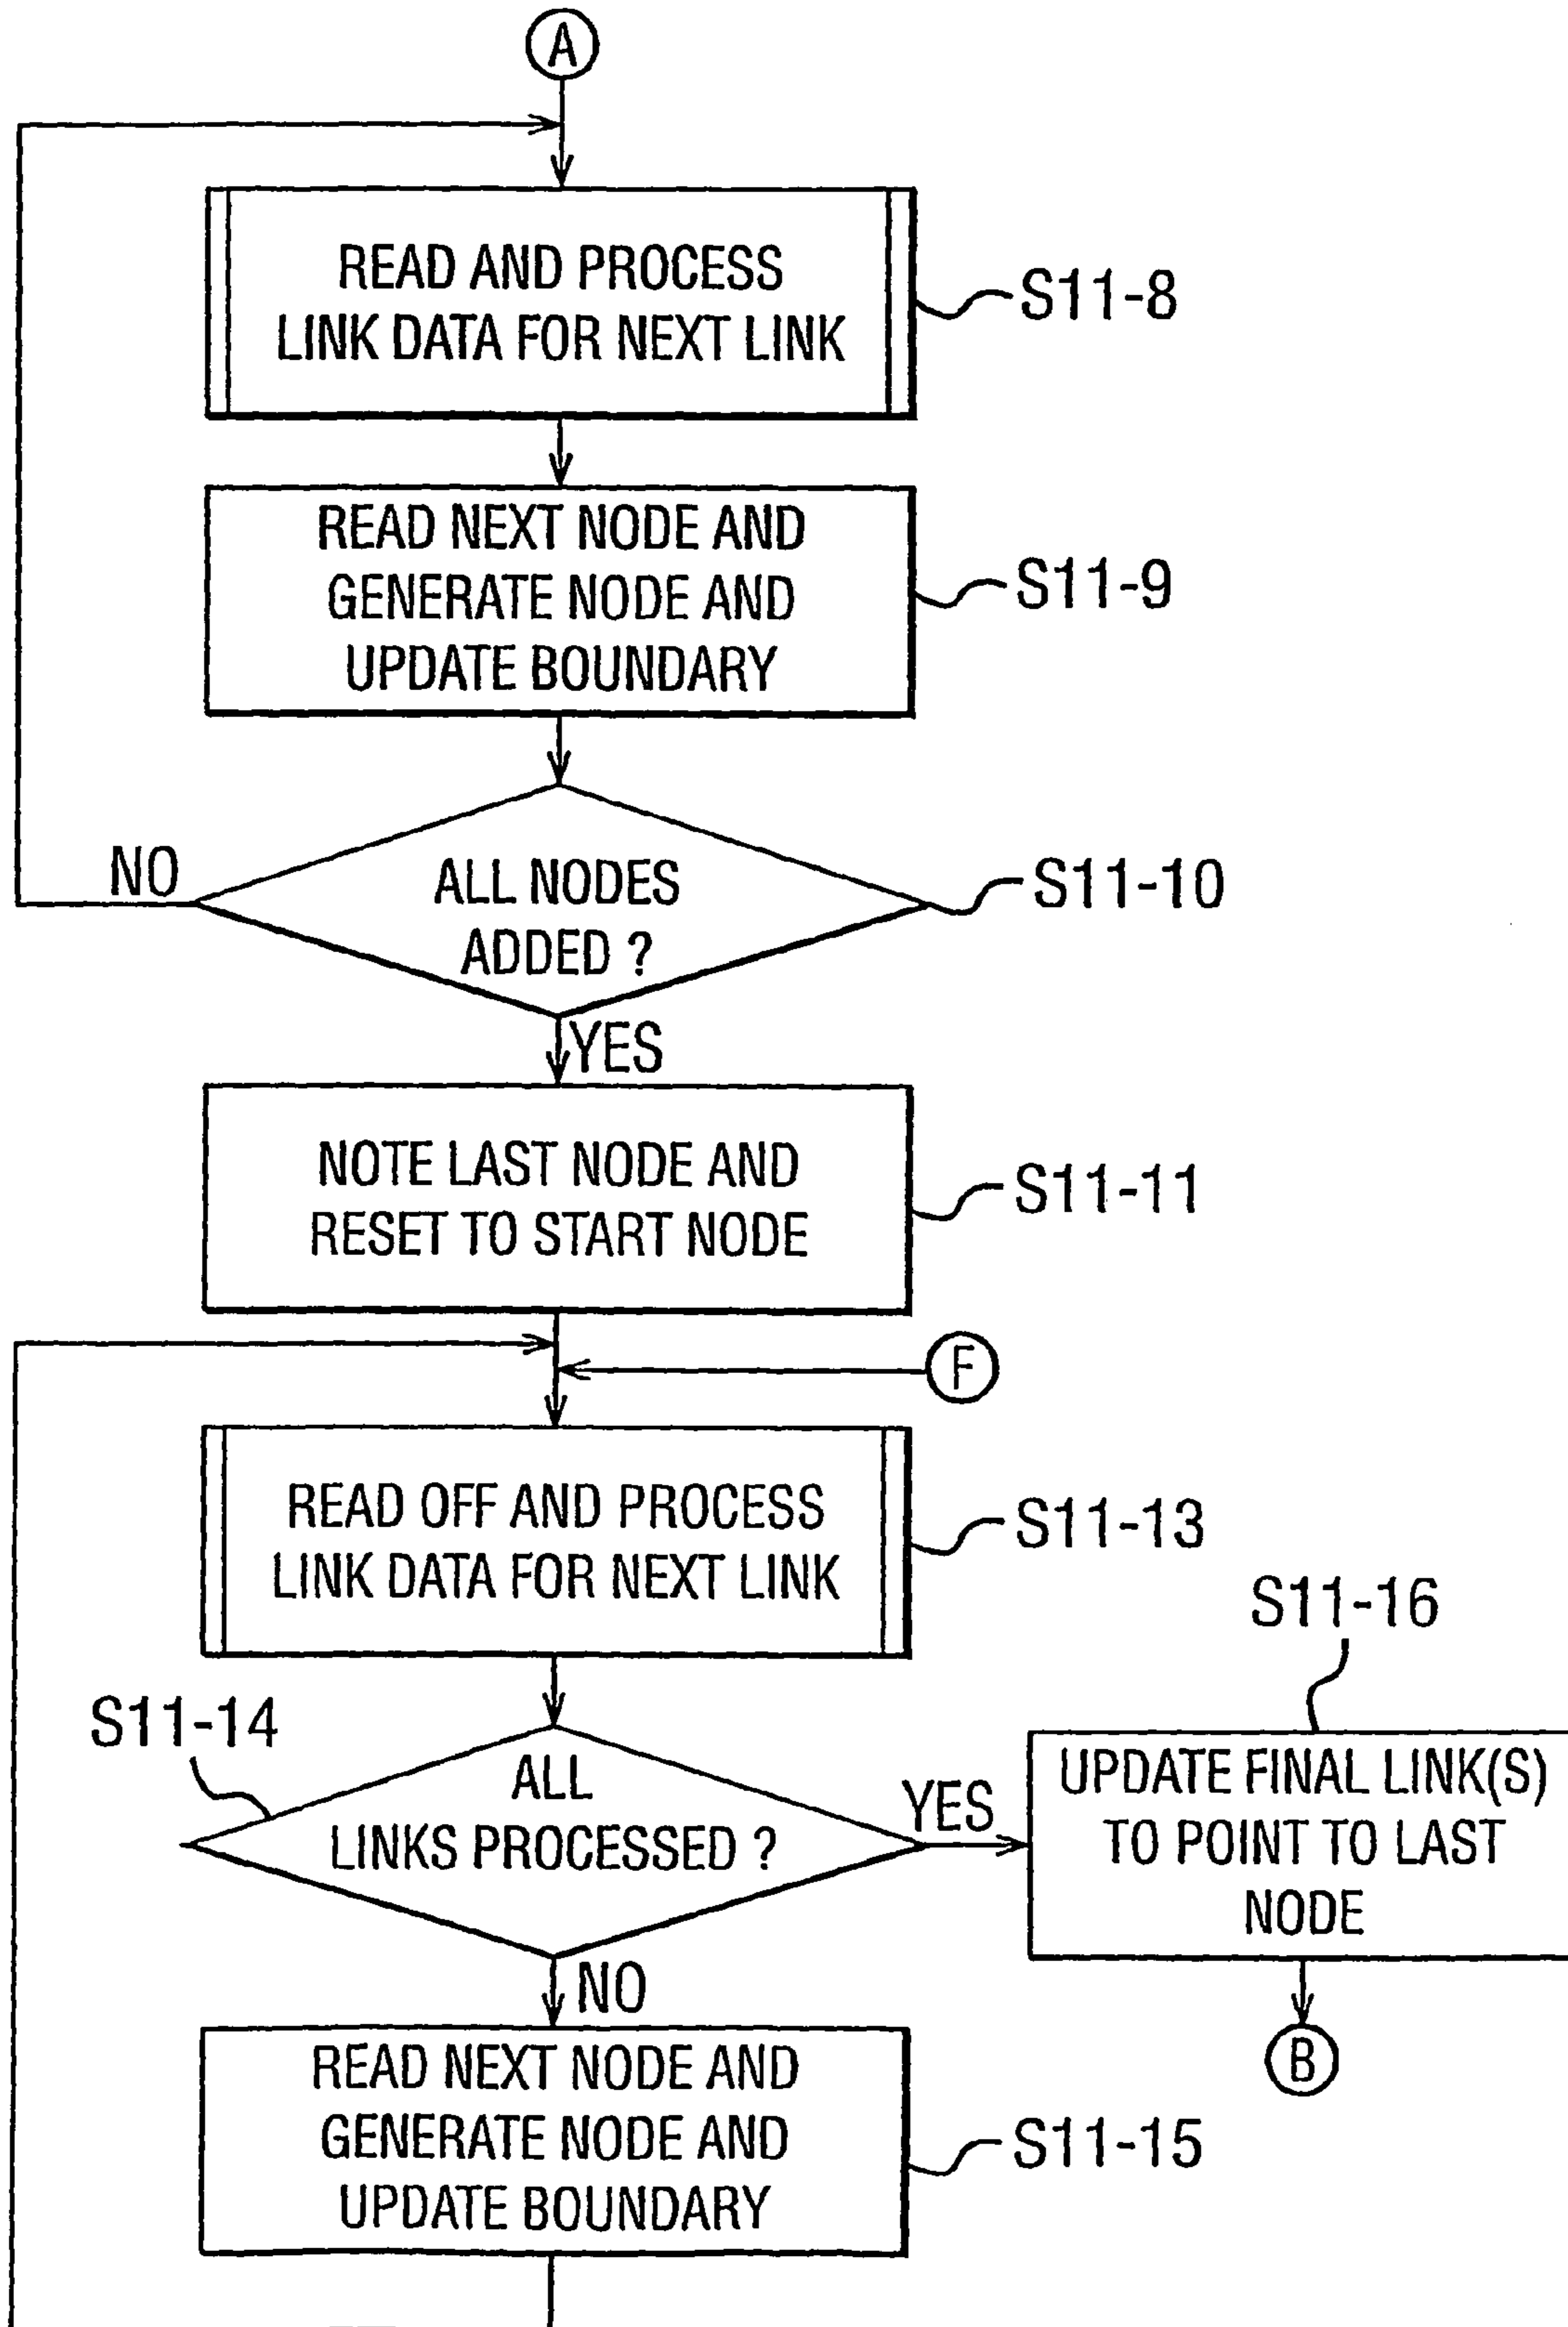 A
READ AND PROCESS
LINK DATA FOR NEXT LINK
S11-8
READ NEXT NODE AND
GENERATE NODE AND
UPDATE BOUNDARY
S11-9
NO
ALL NODES
ADDED ?
S11-10
YES
NOTE LAST NODE AND
RESET TO START NODE
S11-11
F
READ OFF AND PROCESS
LINK DATA FOR NEXT LINK
S11-13
S11-14
ALL
LINKS PROCESSED ?
YES
S11-16
UPDATE FINAL LINK(S)
TO POINT TO LAST
NODE
B
NO
READ NEXT NODE AND
GENERATE NODE AND
UPDATE BOUNDARY
S11-15